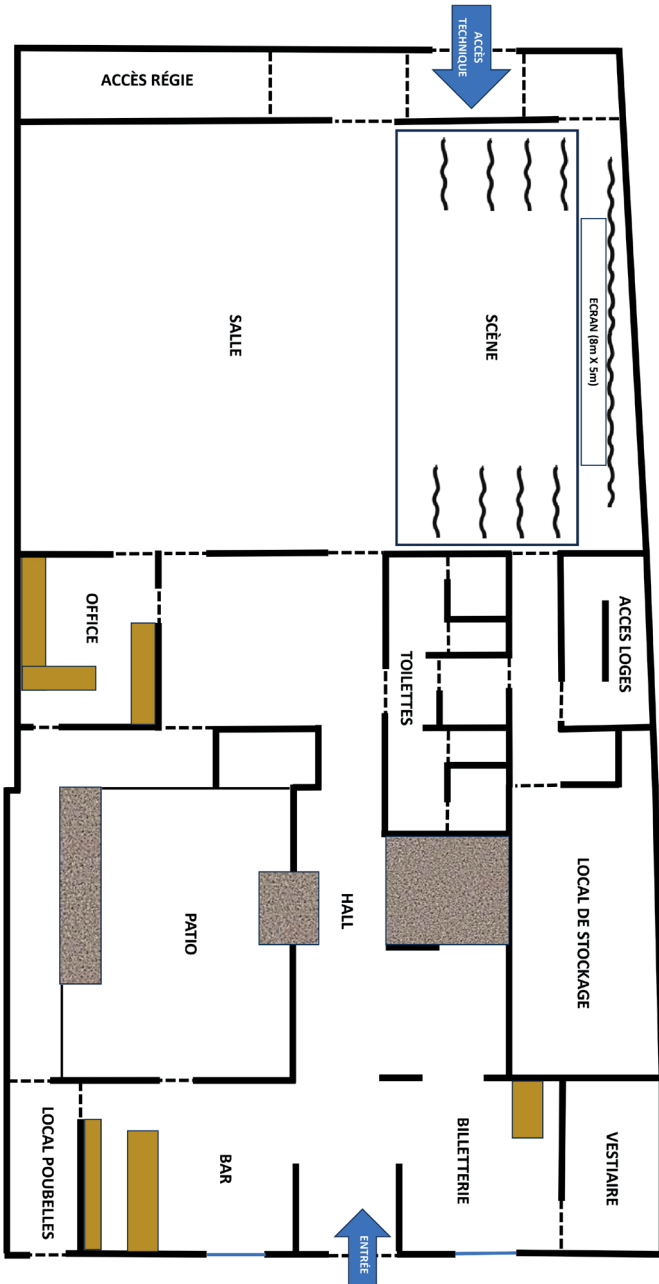 ACCÈS
TECHNIQUE
ACCÈS RÉGIE
SALLE
SCÈNE
ECRAN (8m X 5m)
OFFICE
TOILETTES
ACCES LOGES
PATIO
HALL
LOCAL DE STOCKAGE
LOCAL POUBELLES
BAR
BILLETTERIE
VESTIAIRE
ENTRÉE